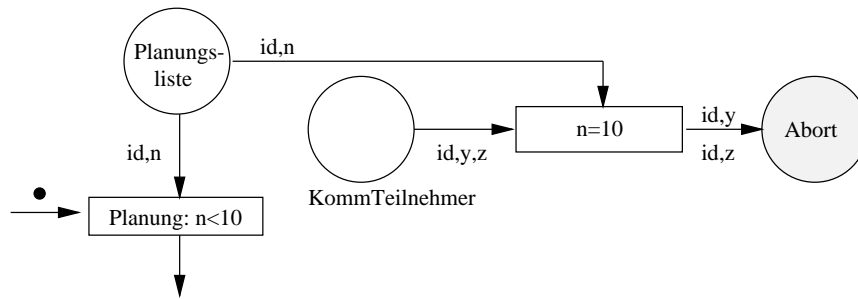 Planungs-
liste
id,n
id,n
id,y,z
KommTeilnehmer
n=10
id,y
id,z
Abort
Planung: n<10